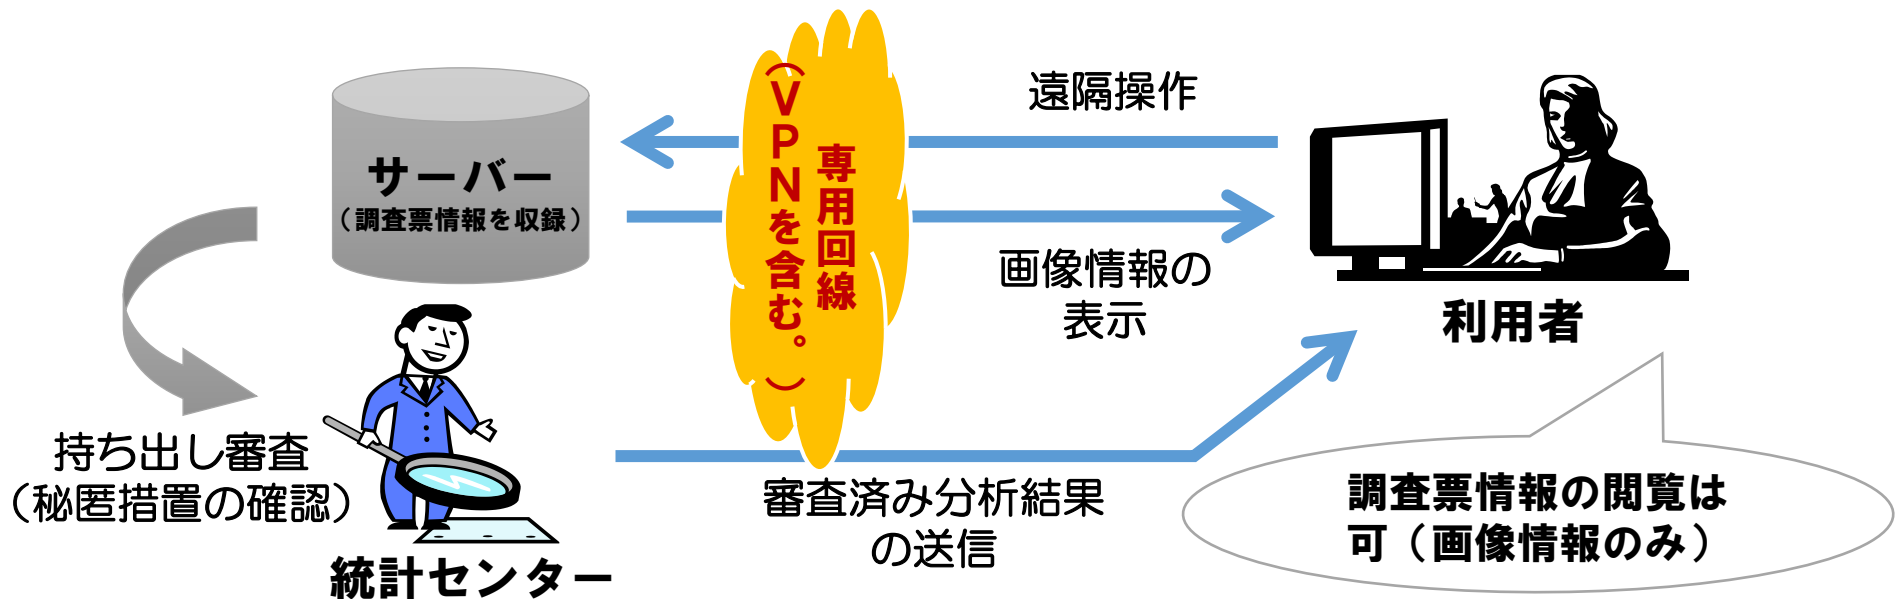 サーバー
（調査票情報を収録）
持ち出し審査
（秘匿措置の確認）
統計センター
専用回線
（ＶＰＮを含む。）
遠隔操作
画像情報の
表示
審査済み分析結果
の送信
利用者
調査票情報の閲覧は
可（画像情報のみ）